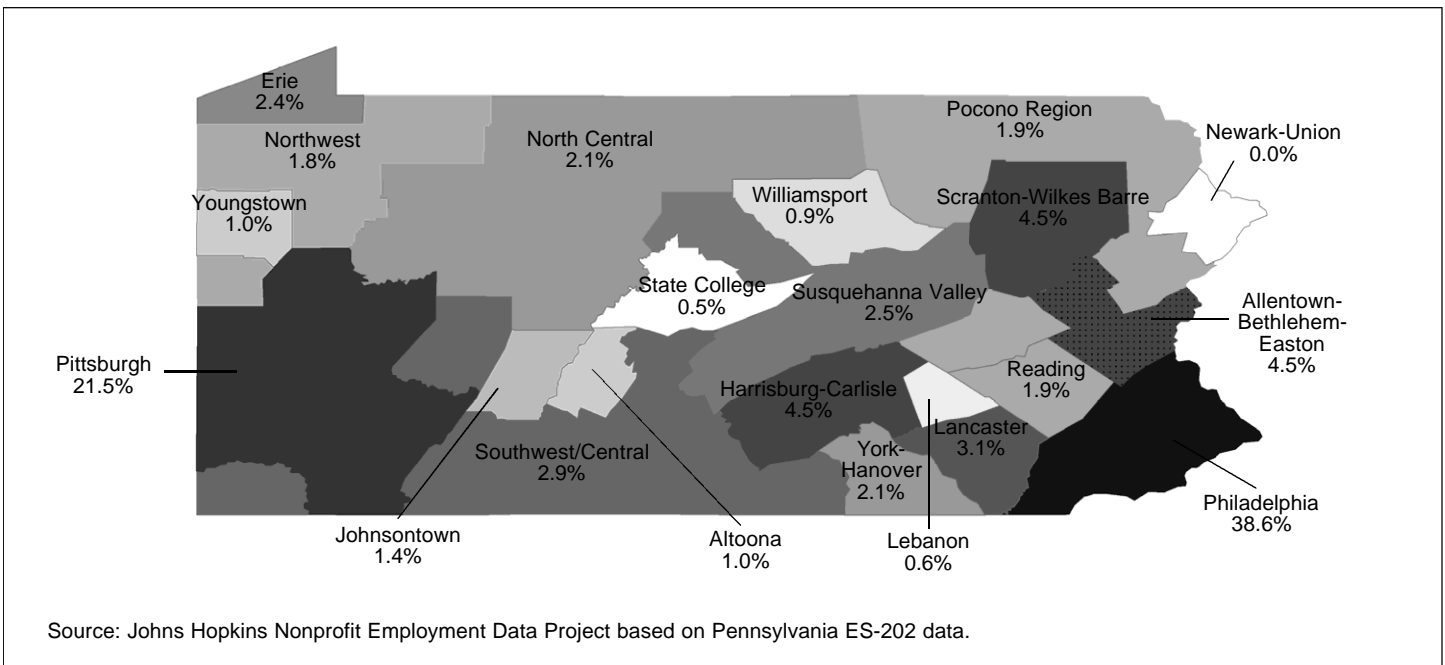 Erie
2.4%
Northwest
1.8%
Youngstown
1.0%
North Central
2.1%
Pocono Region
1.9%
Newark-Union
0.0%
Williamsport
0.9%
Scranton-Wilkes Barre
4.5%
State College
0.5%
Susquehanna Valley
2.5%
Allentown-
Bethlehem-
Easton
4.5%
Pittsburgh
21.5%
Harrisburg-Carlisle
4.5%
Reading
1.9%
Lancaster
3.1%
Southwest/Central
2.9%
York-
Hanover
2.1%
Philadelphia
38.6%
Johnsontown
1.4%
Altoona
1.0%
Lebanon
0.6%
Source: Johns Hopkins Nonprofit Employment Data Project based on Pennsylvania ES-202 data.